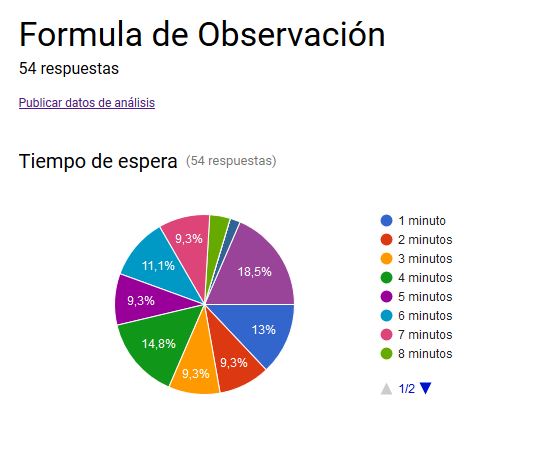 Formula de Observación
54 respuestas
Publicar datos de análisis
Tiempo de espera (54 respuestas)
9,3%
11,1%
18,5%
9,3%
13%
14,8%
9,3%
9,3%
1 minuto
2 minutos
3 minutos
4 minutos
5 minutos
6 minutos
7 minutos
8 minutos
1/2